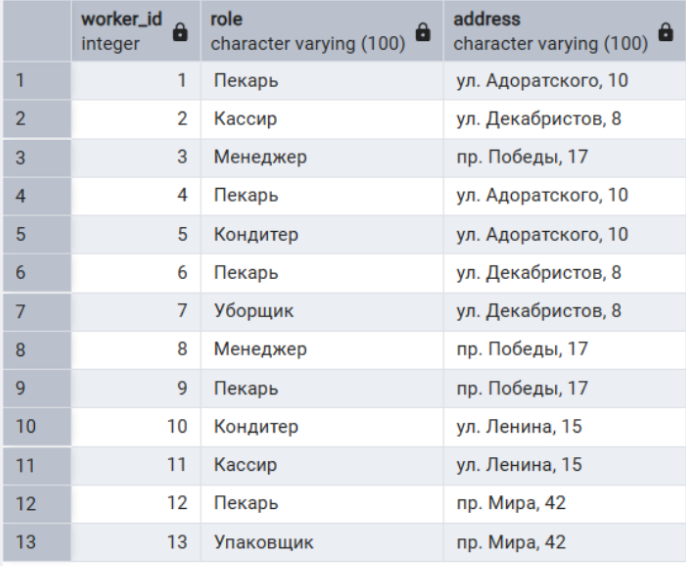 worker_id role address
integer character varying (100) character varying (100)
1 1 Пекарь ул. Адоратского, 10
2 2 Кассир ул. Декабристов, 8
3 3 Менеджер пр. Победы, 17
4 4 Пекарь ул. Адоратского, 10
5 5 Кондитер ул. Адоратского, 10
6 6 Пекарь ул. Декабристов, 8
7 7 Уборщик ул. Декабристов, 8
8 8 Менеджер пр. Победы, 17
9 9 Пекарь пр. Победы, 17
10 10 Кондитер ул. Ленина, 15
11 11 Кассир ул. Ленина, 15
12 12 Пекарь пр. Мира, 42
13 13 Упаковщик пр. Мира, 42